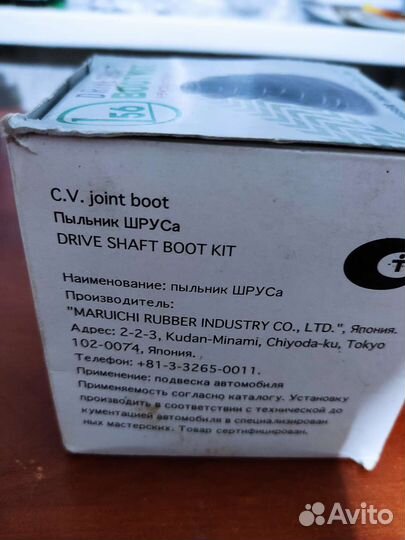 56
C.V. joint boot
Пыльник ШРУСа
DRIVE SHAFT BOOT KIT
Наименование: пыльник ШРУСа
Производитель:
"MARUICHI RUBBER INDUSTRY CO., LTD.", Япония.
Адрес: 2-2-3, Kudan-Minami, Chiyoda-ku, Tokyo
102-0074, Япония.
Телефон: +81-3-3265-0011.
Применение: подвеска автомобиля
Применяемость согласно каталогу. Установку
производить в соответствии с технической до
кументацией автомобиля в специализирован
ных мастерских. Товар сертифицирован.
Avito